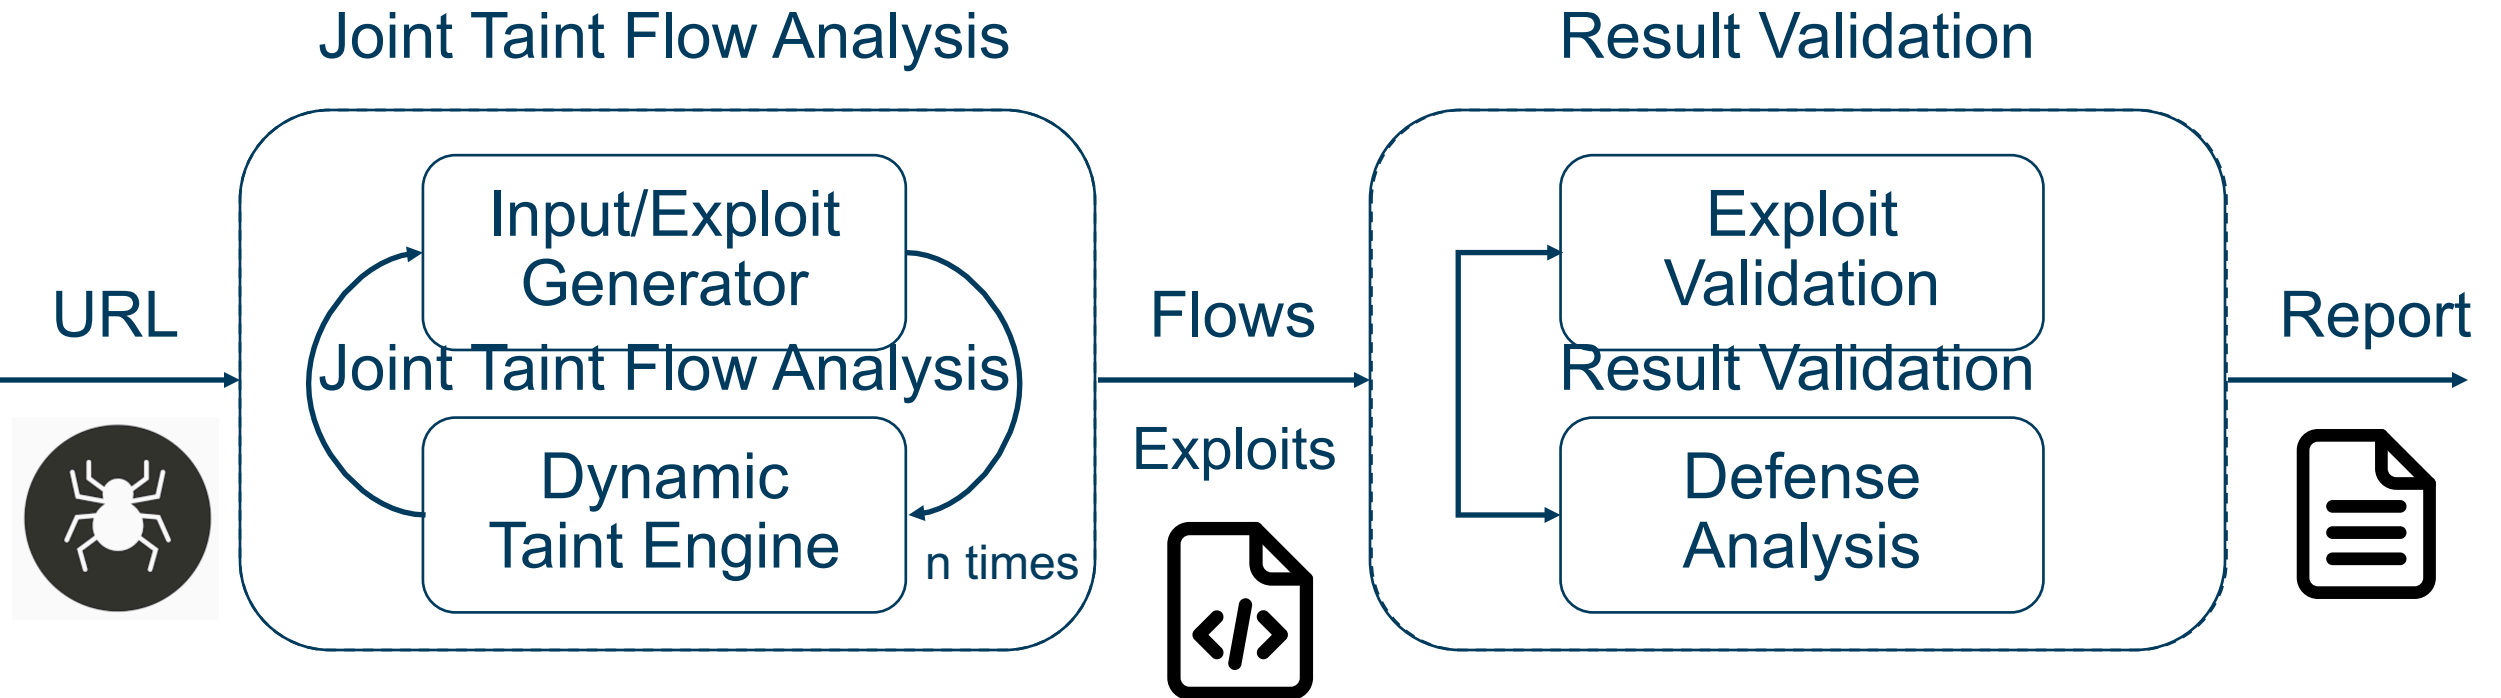 Joint Taint Flow Analysis
Result Validation
URL
Input/Exploit
Generator
Joint Taint Flow Analysis
Dynamic
Taint Engine
n times
Flows
Exploits
Exploit
Validation
Result Validation
Defense
Analysis
Report